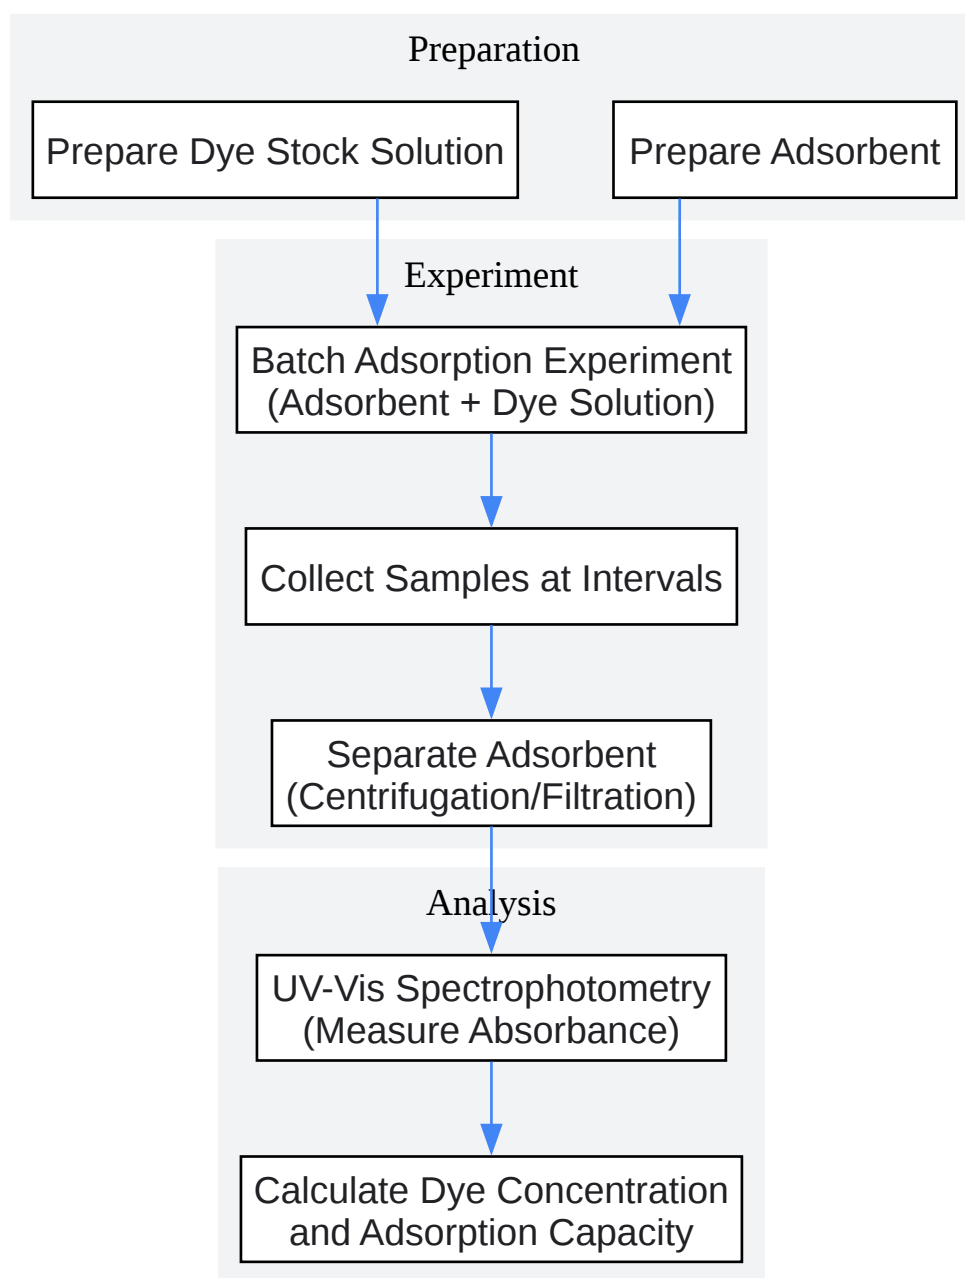 Preparation
Prepare Dye Stock Solution
Prepare Adsorbent
Experiment
Batch Adsorption Experiment
(Adsorbent + Dye Solution)
Collect Samples at Intervals
Separate Adsorbent
(Centrifugation/Filtration)
Analysis
UV-Vis Spectrophotometry
(Measure Absorbance)
Calculate Dye Concentration
and Adsorption Capacity